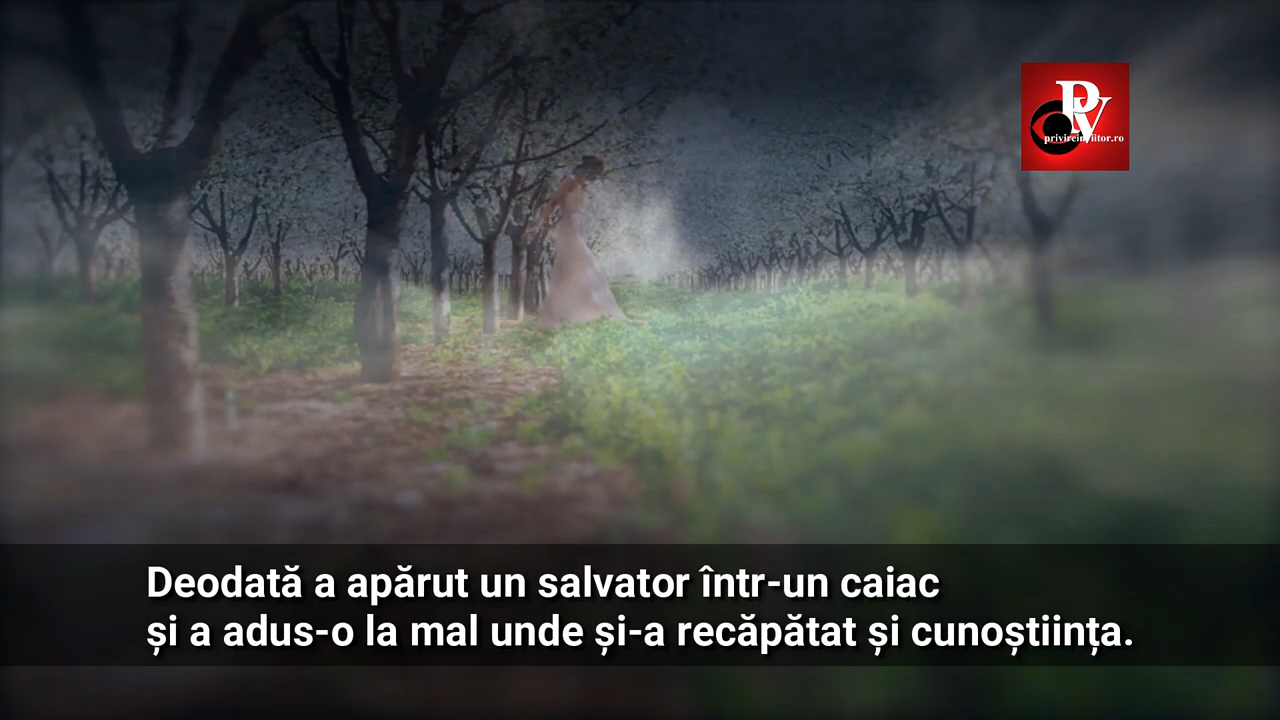 PV
privireinviitor.ro
Deodată a apărut un salvator într-un caiac
și a adus-o la mal unde și-a recăpătat și cunoștiința.